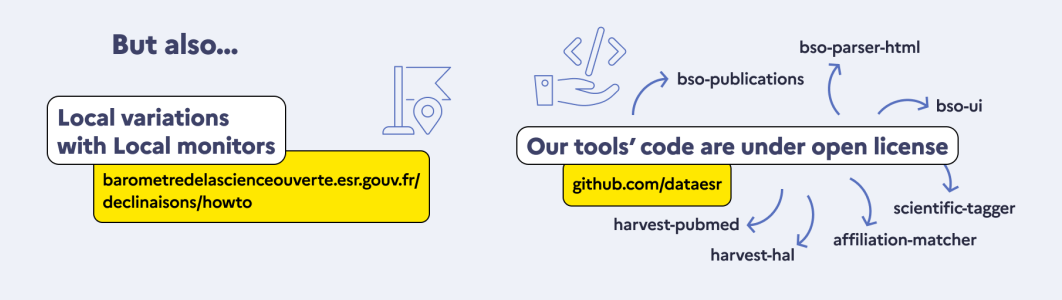 But also...
Local variations
with Local monitors
barometredelascienceouverte.esr.gouv.fr/
declinaisons/howto
bso-parser-html
bso-publications
bso-ui
Our tools’ code are under open license
github.com/dataesr
scientific-tagger
harvest-pubmed
affiliation-matcher
harvest-hal